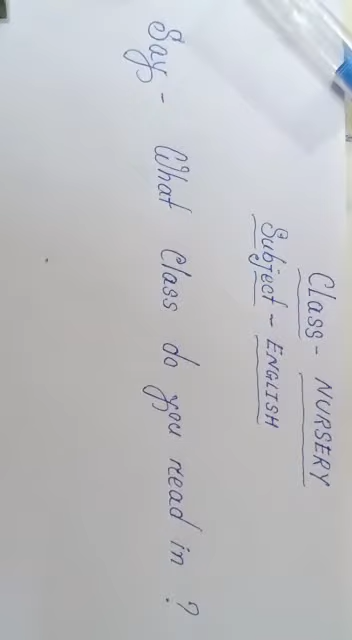 Class - NURSERY
Subject - ENGLISH
Say - What Class do you read in ?